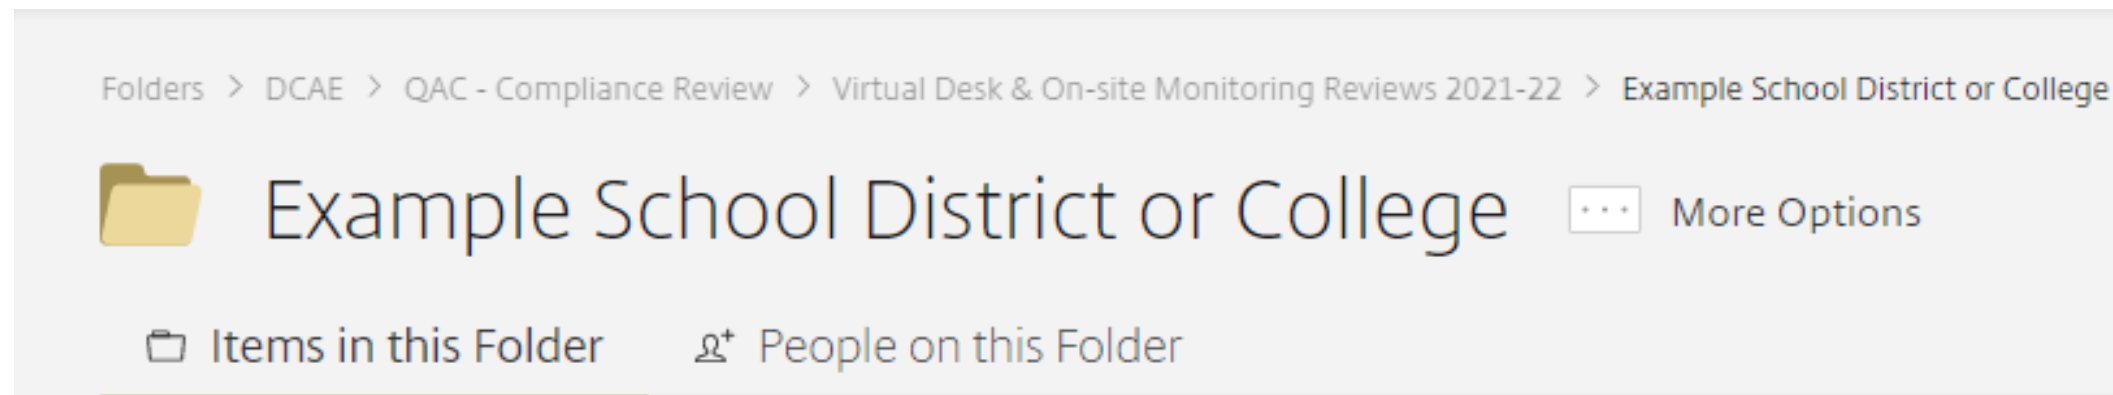 Folders > DCAE > QAC - Compliance Review > Virtual Desk & On-site Monitoring Reviews 2021-22 > Example School District or College
Example School District or College ... More Options
Items in this Folder People on this Folder